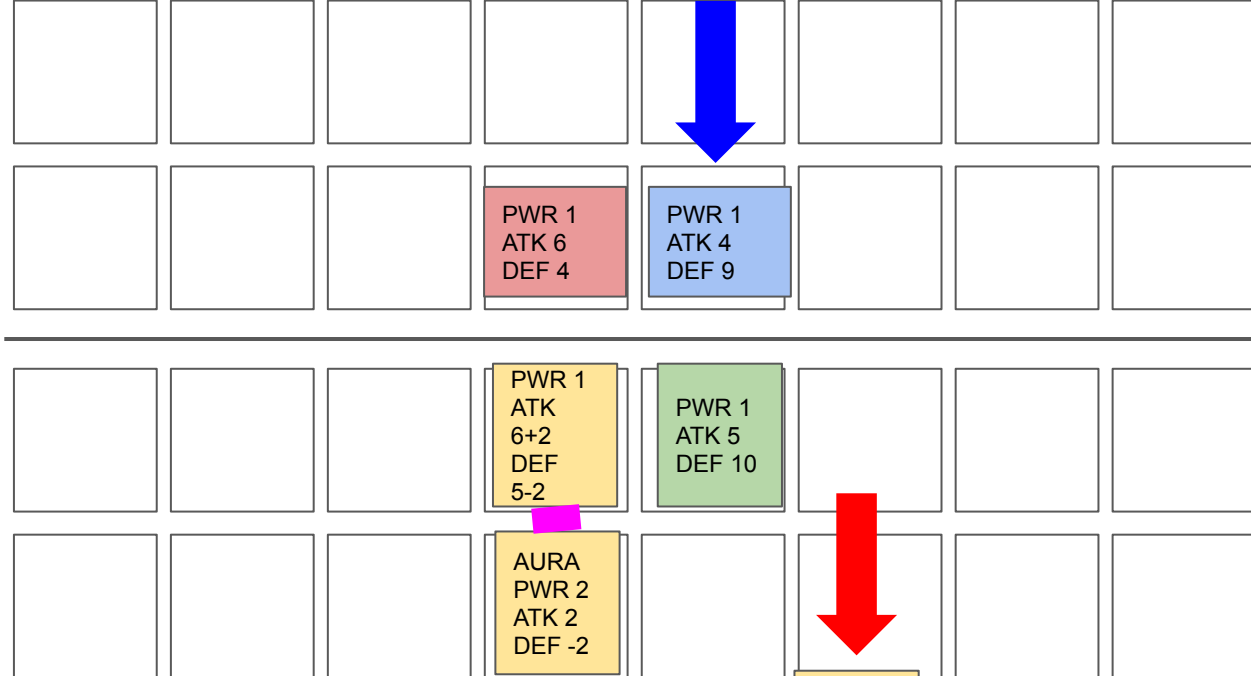 PWR 1
ATK 6
DEF 4
PWR 1
ATK 4
DEF 9
PWR 1
ATK
6+2
DEF
5-2
PWR 1
ATK 5
DEF 10
AURA
PWR 2
ATK 2
DEF -2